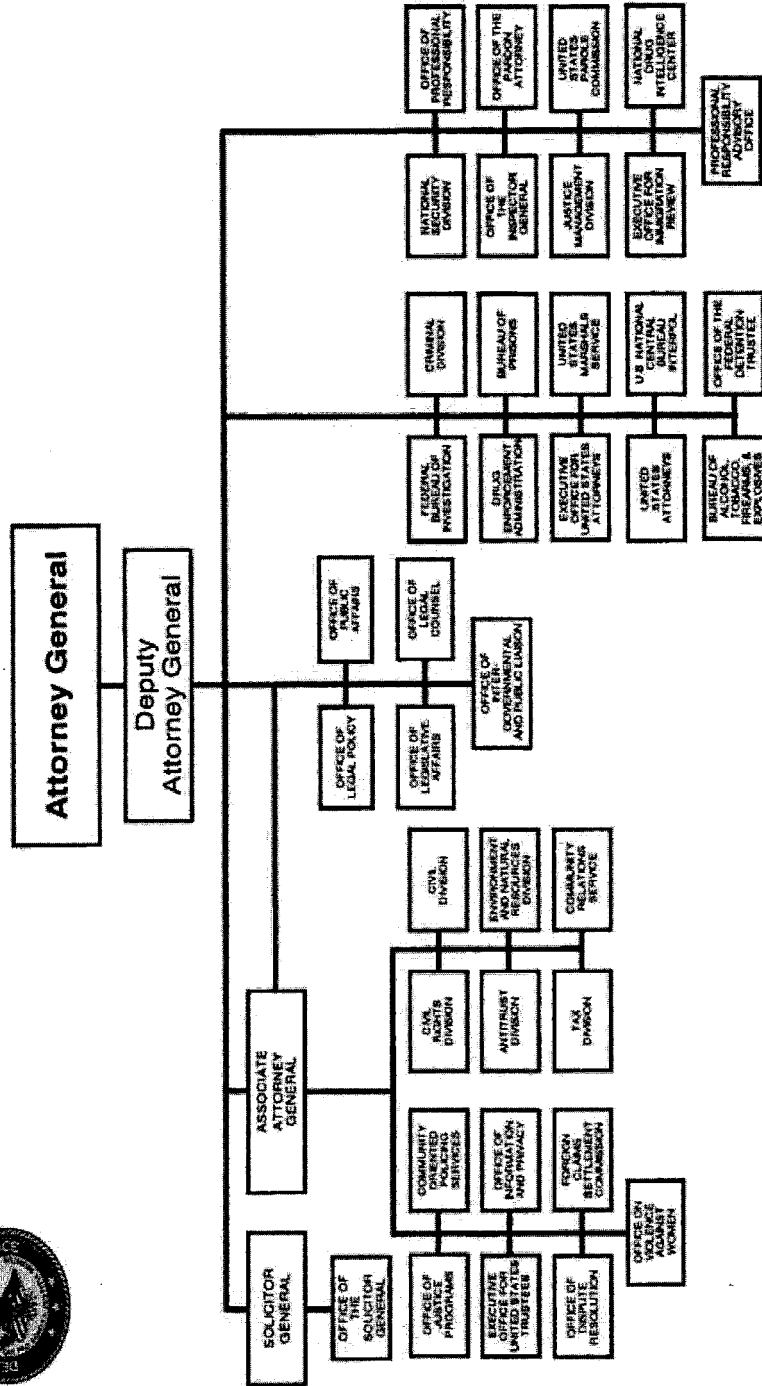 Attorney General
Deputy
Attorney General
SOLICITOR
GENERAL
OFFICE OF
THE
SOLICITOR
GENERAL
ASSOCIATE
ATTORNEY
GENERAL
OFFICE OF
JUSTICE
PROGRAMS
COMMUNITY
ORIENTED
POLICING
SERVICES
EXECUTIVE
OFFICE FOR
UNITED STATES
TRUSTEES
OFFICE OF
INFORMATION
AND PRIVACY
OFFICE OF
DISPUTE
RESOLUTION
FOREIGN
CLAIMS
SETTLEMENT
COMMISSION
OFFICE ON
VIOLENCE
AGAINST
WOMEN
CIVIL
RIGHTS
DIVISION
CIVIL
DIVISION
ANTITRUST
DIVISION
ENVIRONMENT
AND NATURAL
RESOURCES
DIVISION
TAX
DIVISION
COMMUNITY
RELATIONS
SERVICE
OFFICE OF
LEGAL POLICY
OFFICE OF
PUBLIC
AFFAIRS
OFFICE OF
LEGISLATIVE
AFFAIRS
OFFICE OF
LEGAL
COUNSEL
OFFICE OF
INTER-
GOVERNMENTAL
AND PUBLIC LIAISON
FEDERAL
BUREAU OF
INVESTIGATION
CRIMINAL
DIVISION
DRUG
ENFORCEMENT
ADMINISTRATION
BUREAU OF
PRISONS
EXECUTIVE
OFFICE FOR
UNITED STATES
ATTORNEYS
UNITED
STATES
MARSHALS
SERVICE
UNITED
STATES
ATTORNEYS
U.S NATIONAL
CENTRAL
BUREAU
INTERPOL
BUREAU OF
ALCOHOL,
TOBACCO,
FIREARMS, &
EXPLOSIVES
OFFICE OF THE
FEDERAL
DETENTION
TRUSTEE
NATIONAL
SECURITY
DIVISION
OFFICE OF
PROFESSIONAL
RESPONSIBILITY
OFFICE OF
THE
INSPECTOR
GENERAL
OFFICE OF THE
PARDON
ATTORNEY
JUSTICE
MANAGEMENT
DIVISION
UNITED
STATES
PAROLE
COMMISSION
EXECUTIVE
OFFICE FOR
IMMIGRATION
REVIEW
NATIONAL
DRUG
INTELLIGENCE
CENTER
PROFESSIONAL
RESPONSIBILITY
ADVISORY
OFFICE